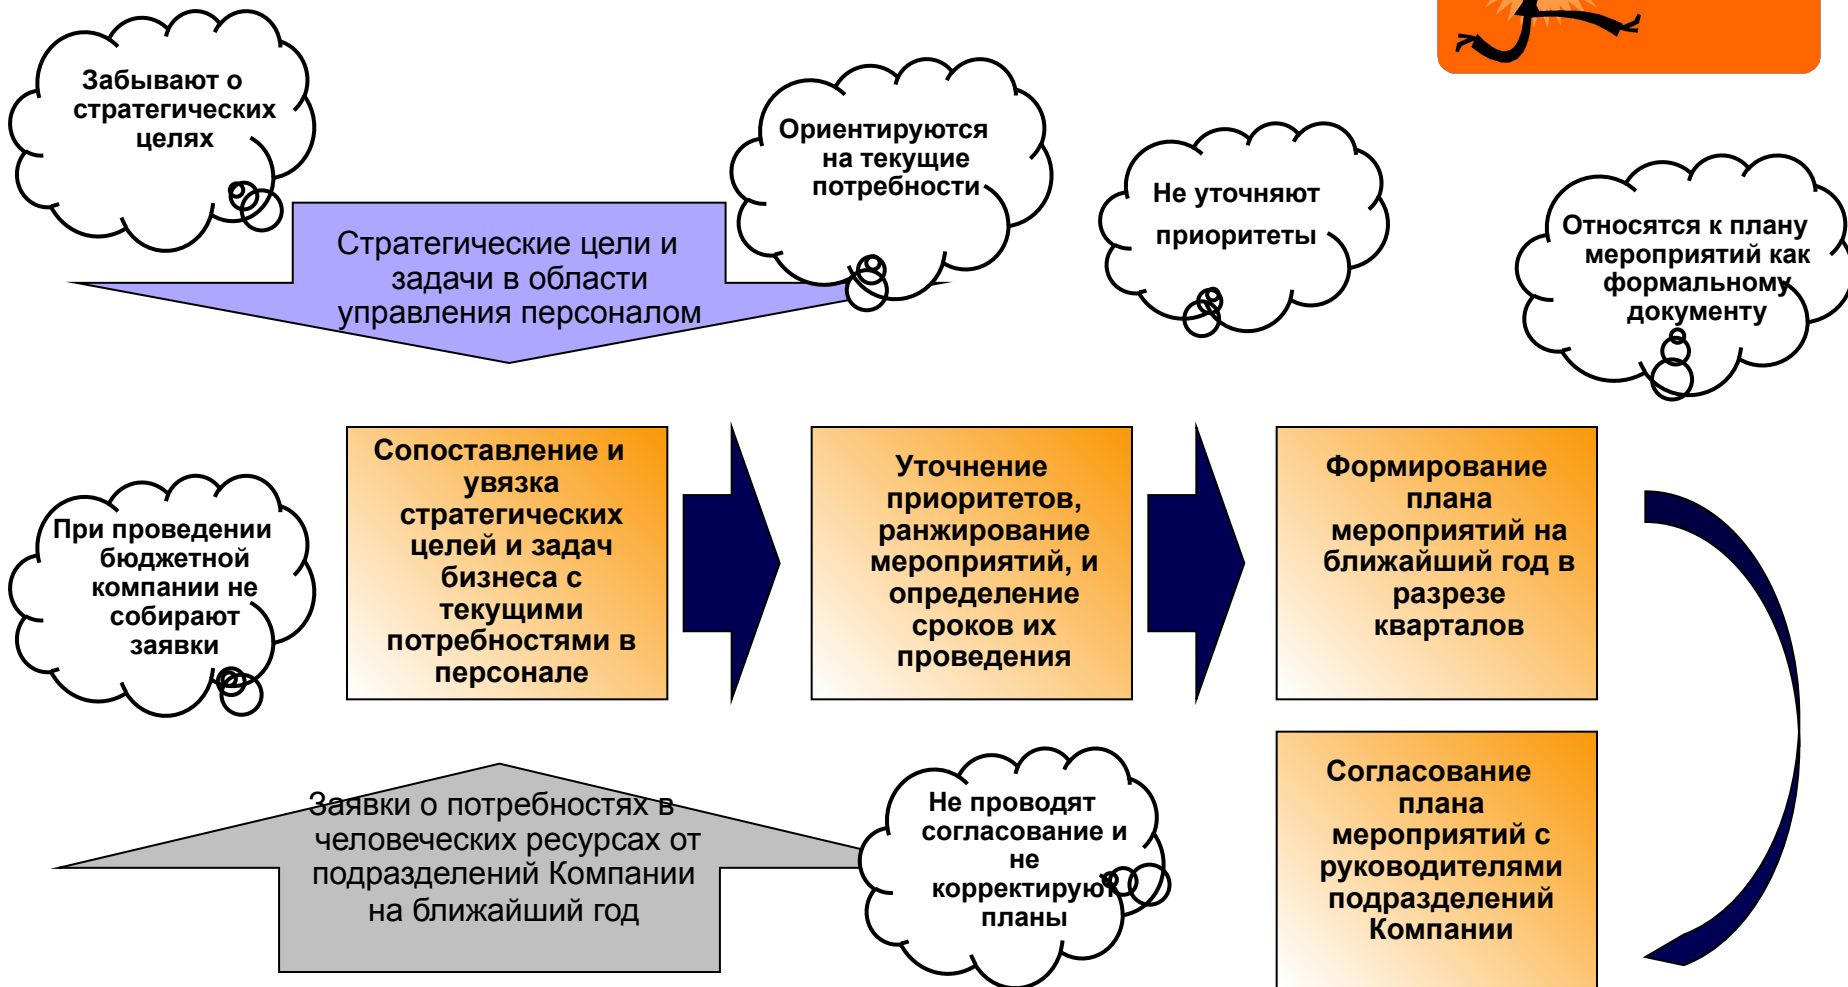 Забывают о
стратегических
целях
Ориентируются
на текущие
потребности
Не уточняют
приоритеты
Относятся к плану
мероприятий как
формальному
документу
Стратегические цели и
задачи в области
управления персоналом
При проведении
бюджетной
компании не
собирают
заявки
Сопоставление и
увязка
стратегических
целей и задач
бизнеса с
текущими
потребностями в
персонале
Уточнение
приоритетов,
ранжирование
мероприятий, и
определение
сроков их
проведения
Формирование
плана
мероприятий на
ближайший год в
разрезе
кварталов
Заявки о потребностях в
человеческих ресурсах от
подразделений Компании
на ближайший год
Не проводят
согласование и
не
корректируют
планы
Согласование
плана
мероприятий с
руководителями
подразделений
Компании